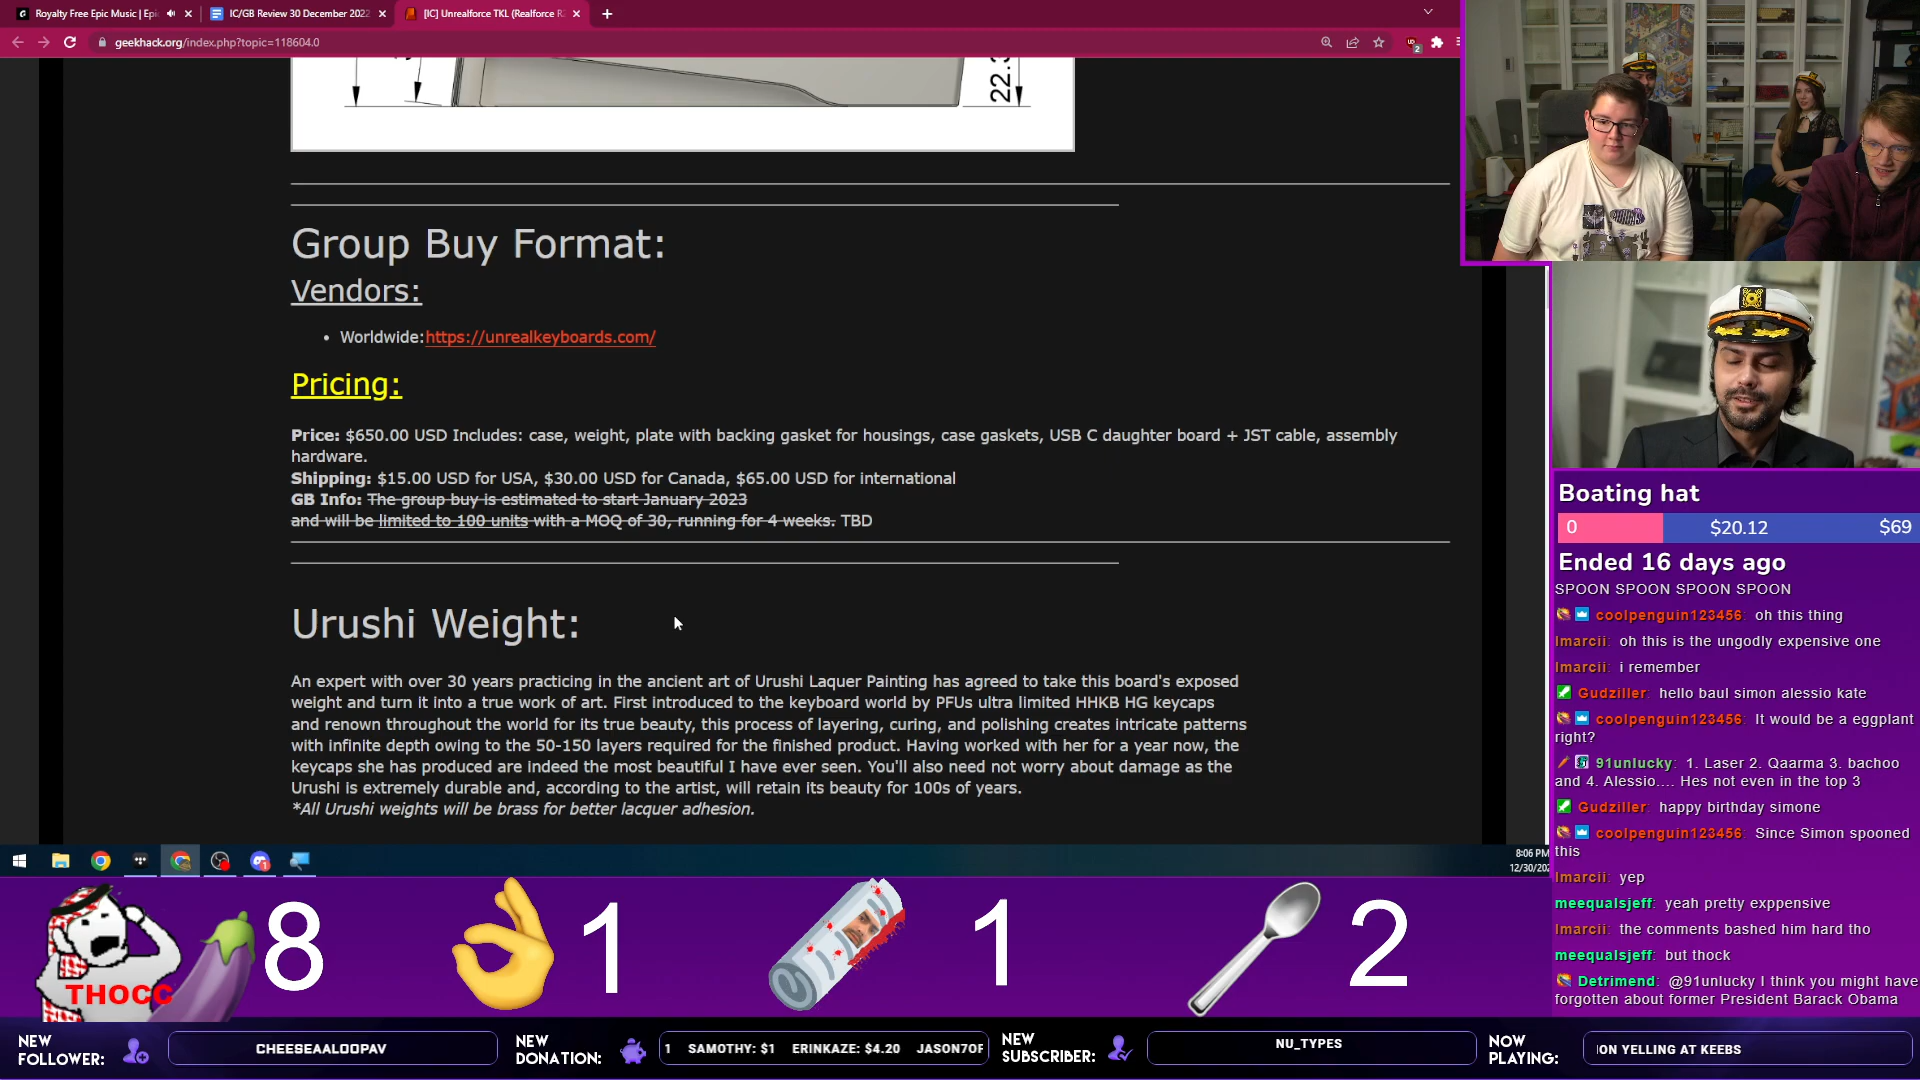 Royalty Free Epic Music | Epi
IC/GB Review 30 December 2022
[IC] Unrealforce TKL (Realforce R2
geekhack.org/index.php?topic=118604.0
2
Group Buy Format:
Vendors:
• Worldwide:https://unrealkeyboards.com/
Pricing:
Price: $650.00 USD Includes: case, weight, plate with backing gasket for housings, case gaskets, USB C daughter board + JST cable, assembly
hardware.
Shipping: $15.00 USD for USA, $30.00 USD for Canada, $65.00 USD for international
GB Info: The group buy is estimated to start January 2023
and will be limited to 100 units with a MOQ of 30, running for 4 weeks. TBD
Urushi Weight:
An expert with over 30 years practicing in the ancient art of Urushi Laquer Painting has agreed to take this board's exposed
weight and turn it into a true work of art. First introduced to the keyboard world by PFUs ultra limited HHKB HG keycaps
and renown throughout the world for its true beauty, this process of layering, curing, and polishing creates intricate patterns
with infinite depth owing to the 50-150 layers required for the finished product. Having worked with her for a year now, the
keycaps she has produced are indeed the most beautiful I have ever seen. You'll also need not worry about damage as the
Urushi is extremely durable and, according to the artist, will retain its beauty for 100s of years.
*All Urushi weights will be brass for better lacquer adhesion.
8:06 PM
12/30/202
Boating hat
0 $20.12 $69
Ended 16 days ago
SPOON SPOON SPOON SPOON
coolpenguin123456: oh this thing
lmarcii: oh this is the ungodly expensive one
lmarcii: i remember
Gudziller: hello baul simon alessio kate
coolpenguin123456: It would be a eggplant
right?
91unlucky: 1. Laser 2. Qaarma 3. bachoo
and 4. Alessio.... Hes not even in the top 3
Gudziller: happy birthday simone
coolpenguin123456: Since Simon spooned
this
lmarcii: yep
meequalsjeff: yeah pretty exppensive
lmarcii: the comments bashed him hard tho
meequalsjeff: but thock
Detrimend: @91unlucky I think you might have
forgotten about former President Barack Obama
THOCC
8
1
1
2
NEW
FOLLOWER:
CHEESEAALOOPAV
NEW
DONATION:
1 SAMOTHY: $1 ERINKAZE: $4.20 JASON7OF
NEW
SUBSCRIBER:
NU_TYPES
NOW
PLAYING:
ION YELLING AT KEEBS